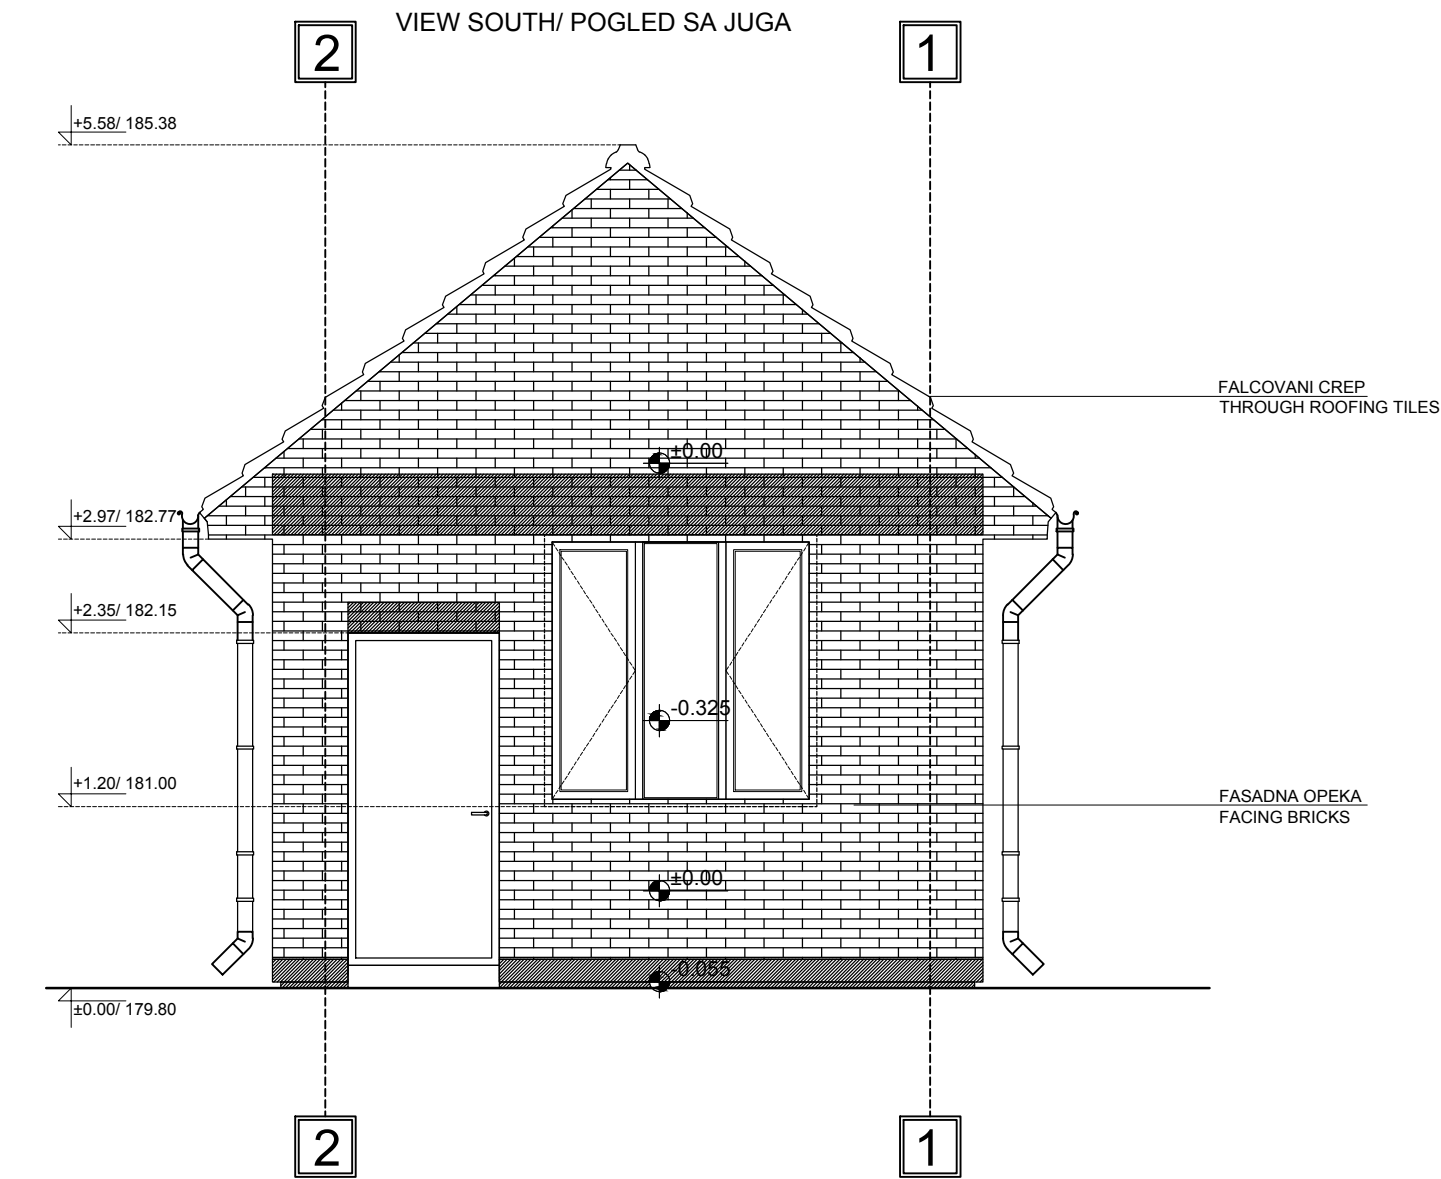 VIEW SOUTH/ POGLED SA JUGA
2
1
+5.58/ 185.38
FALCOVANI CREP
THROUGH ROOFING TILES
±0.00
+2.97/ 182.77
+2.35/ 182.15
-0.325
+1.20/ 181.00
FASADNA OPEKA
FACING BRICKS
±0.00
-0.055
±0.00/ 179.80
2
1